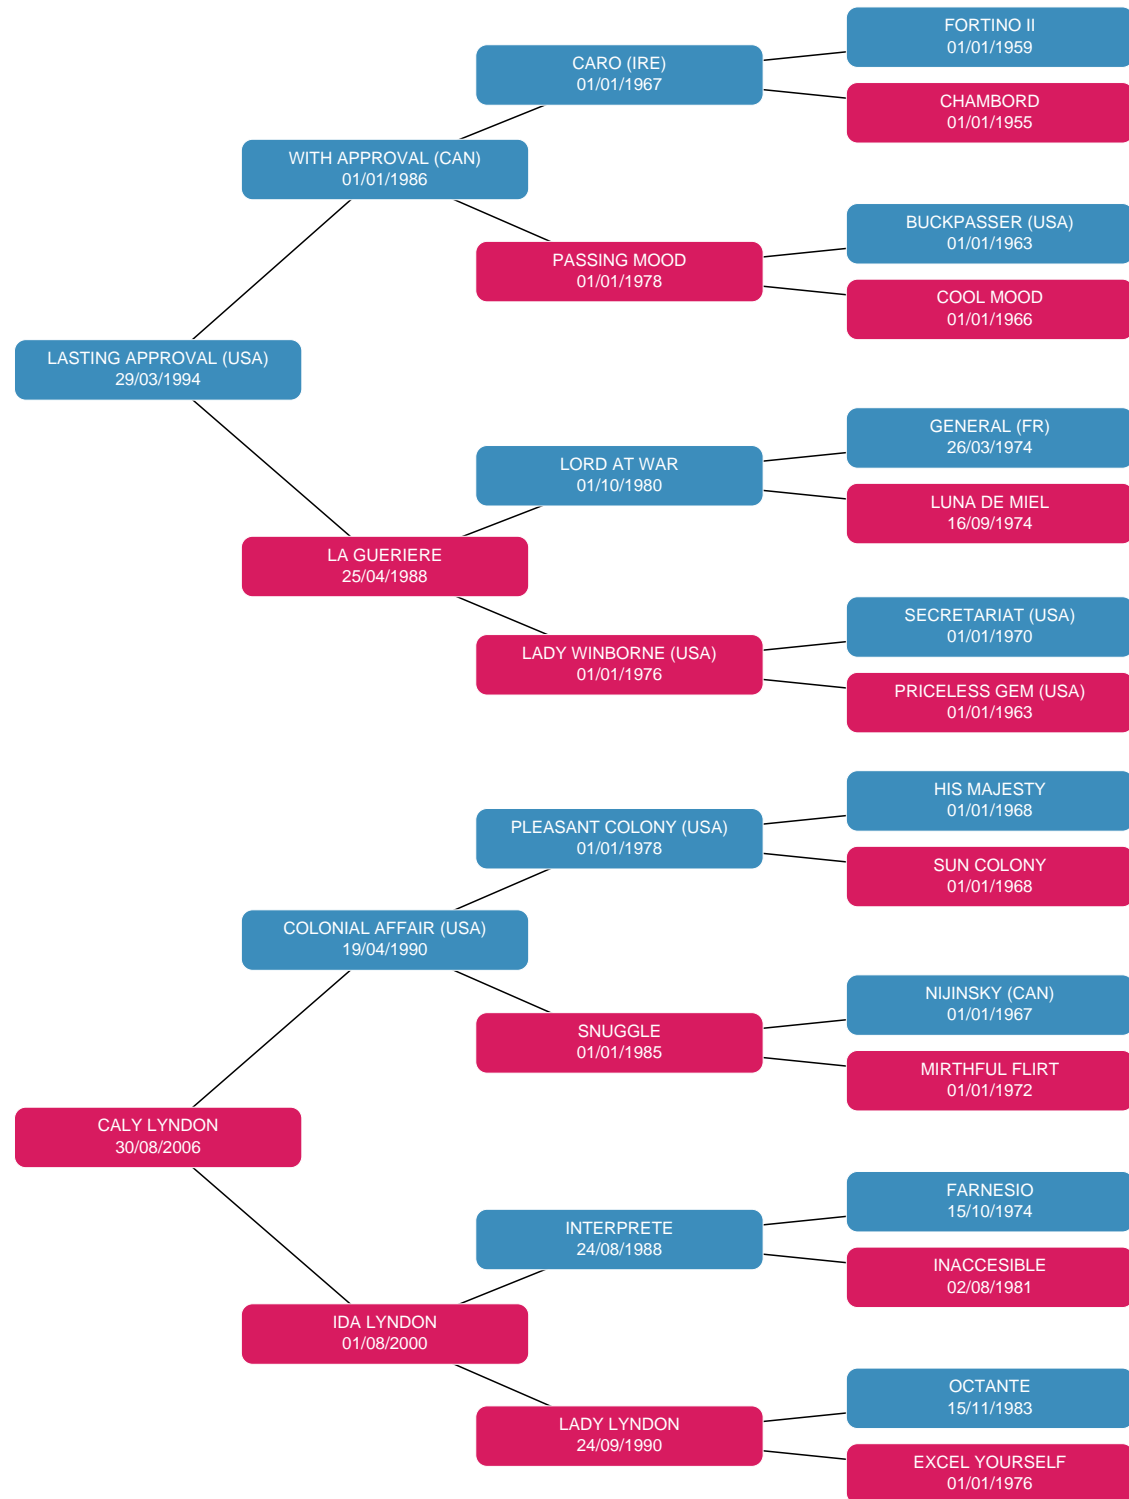 FORTINO II
01/01/1959
CARO (IRE)
01/01/1967
CHAMBORD
01/01/1955
WITH APPROVAL (CAN)
01/01/1986
BUCKPASSER (USA)
01/01/1963
PASSING MOOD
01/01/1978
COOL MOOD
01/01/1966
LASTING APPROVAL (USA)
29/03/1994
GENERAL (FR)
26/03/1974
LORD AT WAR
01/10/1980
LUNA DE MIEL
16/09/1974
LA GUERIERE
25/04/1988
SECRETARIAT (USA)
01/01/1970
LADY WINBORNE (USA)
01/01/1976
PRICELESS GEM (USA)
01/01/1963
HIS MAJESTY
01/01/1968
PLEASANT COLONY (USA)
01/01/1978
SUN COLONY
01/01/1968
COLONIAL AFFAIR (USA)
19/04/1990
NIJINSKY (CAN)
01/01/1967
SNUGGLE
01/01/1985
MIRTHFUL FLIRT
01/01/1972
CALY LYNDON
30/08/2006
FARNESIO
15/10/1974
INTERPRETE
24/08/1988
INACCESIBLE
02/08/1981
IDA LYNDON
01/08/2000
OCTANTE
15/11/1983
LADY LYNDON
24/09/1990
EXCEL YOURSELF
01/01/1976